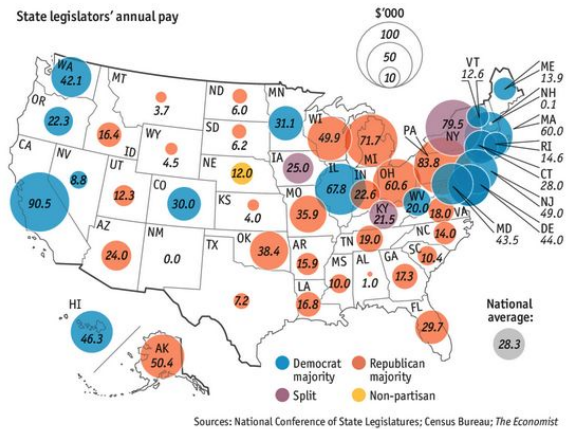 State legislators' annual pay
$'000
100
50
10
WA
42.1
MT
3.7
ND
6.0
MN
31.1
VT
12.6
ME
13.9
NH
0.1
MA
60.0
RI
14.6
CT
28.0
NJ
49.0
DE
44.0
MD
43.5
OR
22.3
16.4
ID
WY
4.5
SD
6.2
WI
49.9
71.7
MI
79.5
NY
PA
83.8
CA
90.5
NV
8.8
UT
12.3
CO
30.0
NE
12.0
IA
25.0
IL
67.8
IN
22.6
OH
60.6
WV
20.0
18.0
VA
KS
4.0
MO
35.9
KY
21.5
AZ
24.0
NM
0.0
TX
7.2
OK
38.4
AR
15.9
TN
19.0
NC
14.0
SC
10.4
MS
10.0
AL
1.0
GA
17.3
LA
16.8
FL
29.7
HI
46.3
AK
50.4
National
average:
28.3
Democrat
majority
Republican
majority
Split
Non-partisan
Sources: National Conference of State Legislatures; Census Bureau; The Economist